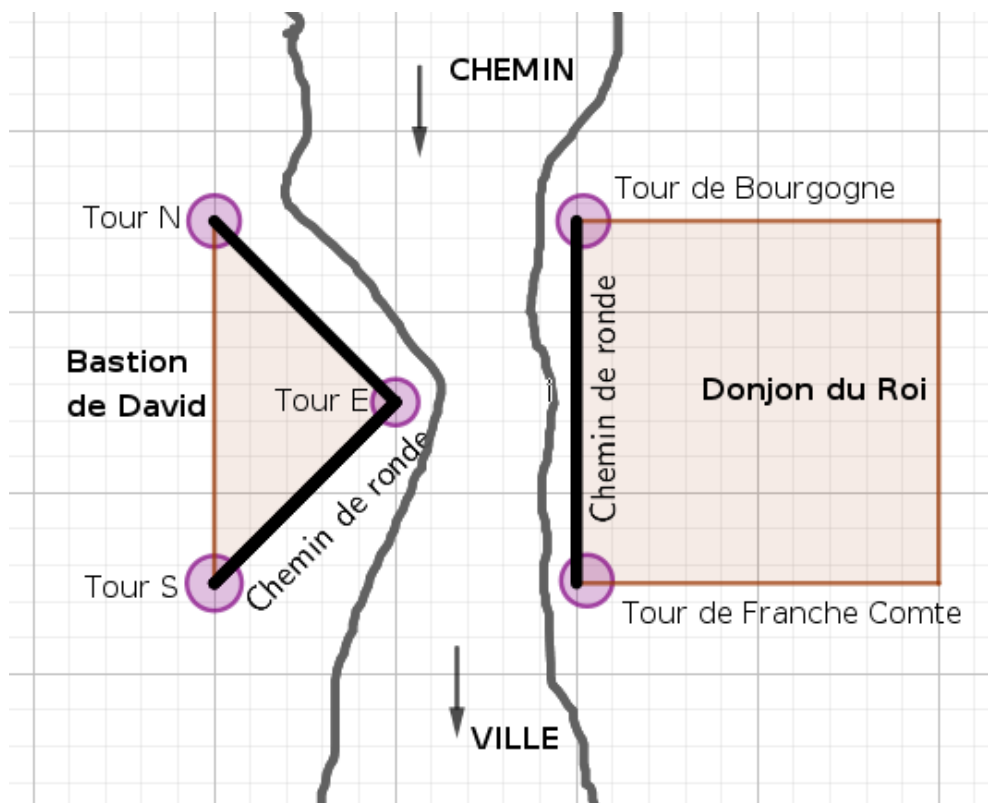 CHEMIN
Tour de Bourgogne
Tour N
Chemin de ronde
Bastion
de David
Tour E
Donjon du Roi
Chemin de ronde
Tour S
Tour de Franche Comte
VILLE